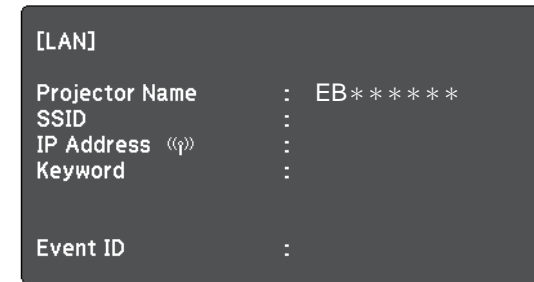 [LAN]
Projector Name : EB******
SSID :
IP Address :
Keyword :
Event ID :